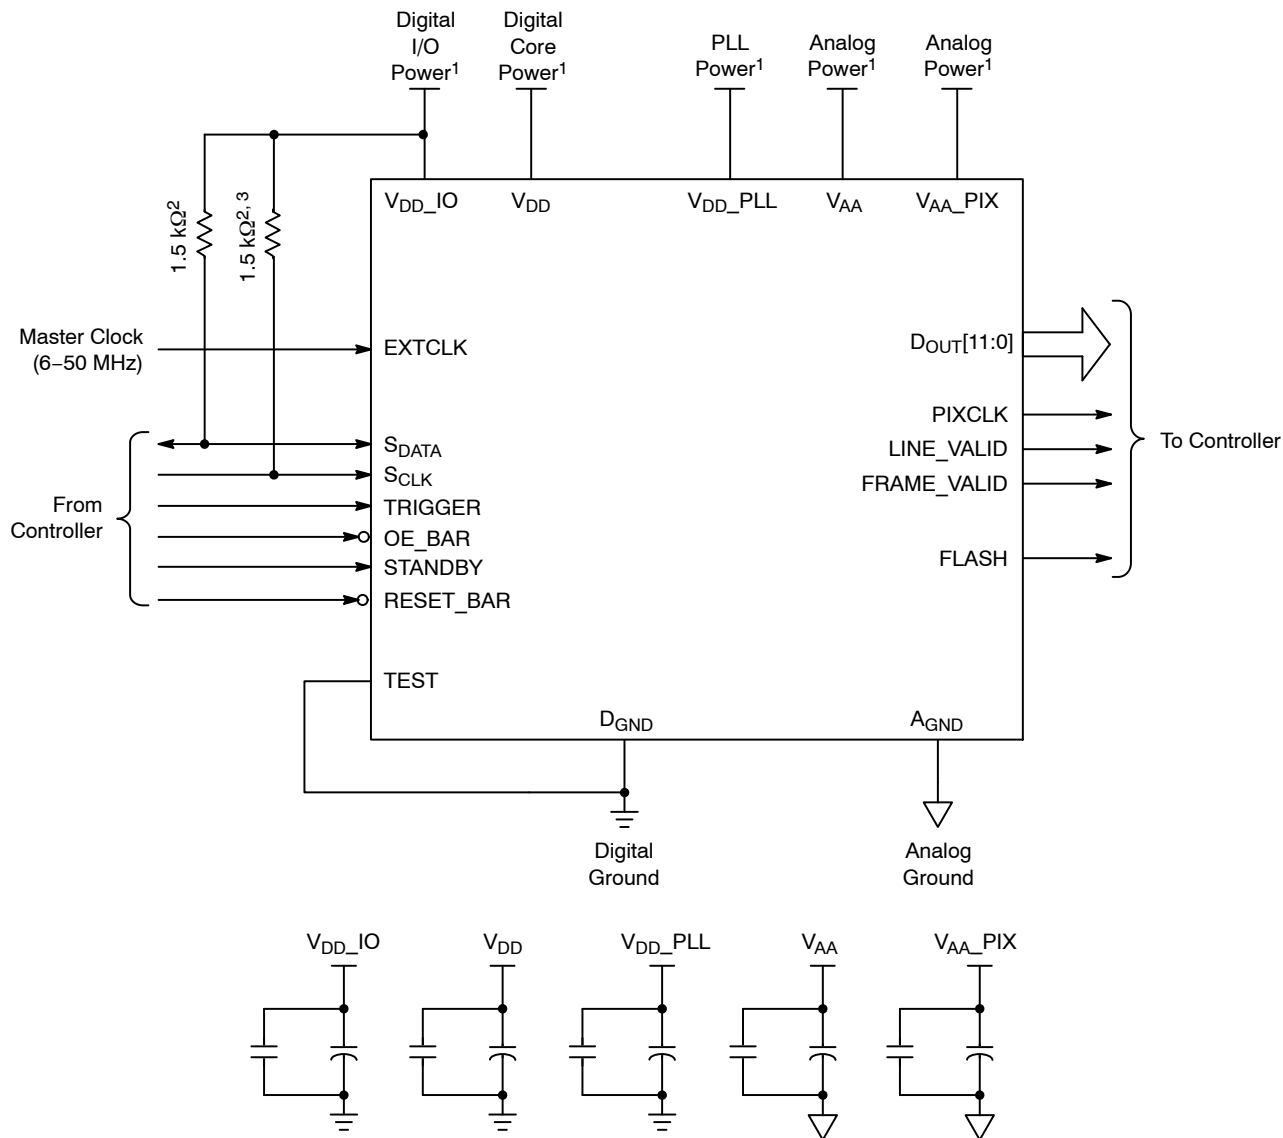 Digital
I/O
Power¹
Digital
Core
Power¹
PLL
Power¹
Analog
Power¹
Analog
Power¹
1.5 kΩ²
1.5 kΩ²,³
VDD_IO
VDD
VDD_PLL
VAA
VAA_PIX
Master Clock
(6–50 MHz)
EXTCLK
From
Controller
SDATA
SCLK
TRIGGER
OE_BAR
STANDBY
RESET_BAR
TEST
DOUT[11:0]
PIXCLK
LINE_VALID
FRAME_VALID
FLASH
To Controller
DGND
AGND
Digital
Ground
Analog
Ground
VDD_IO
VDD
VDD_PLL
VAA
VAA_PIX